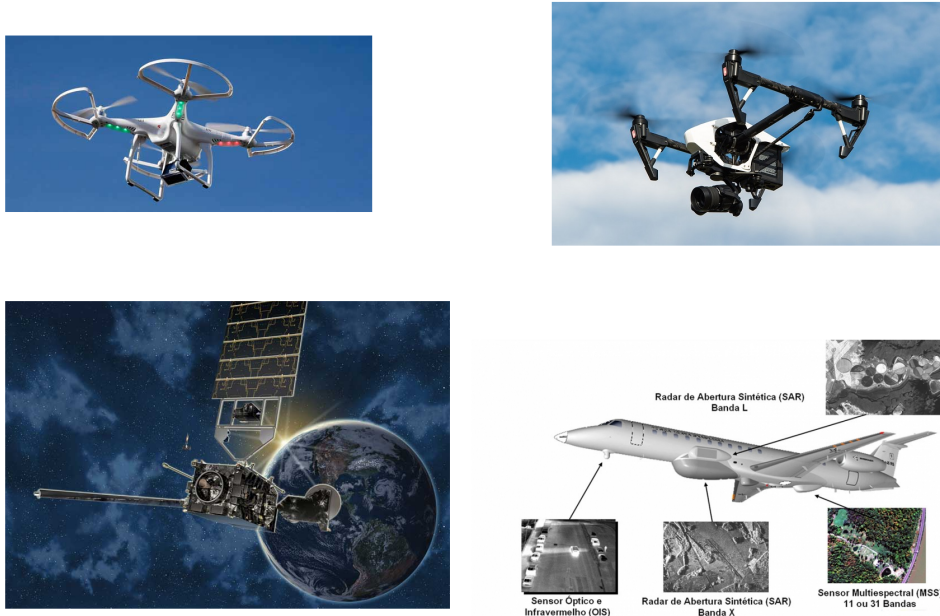 Radar de Abertura Sintética (SAR)
Banda L
Sensor Óptico e
Infravermelho (OIS)
Radar de Abertura Sintética (SAR)
Banda X
Sensor Multiespectral (MSS
11 ou 31 Bandas